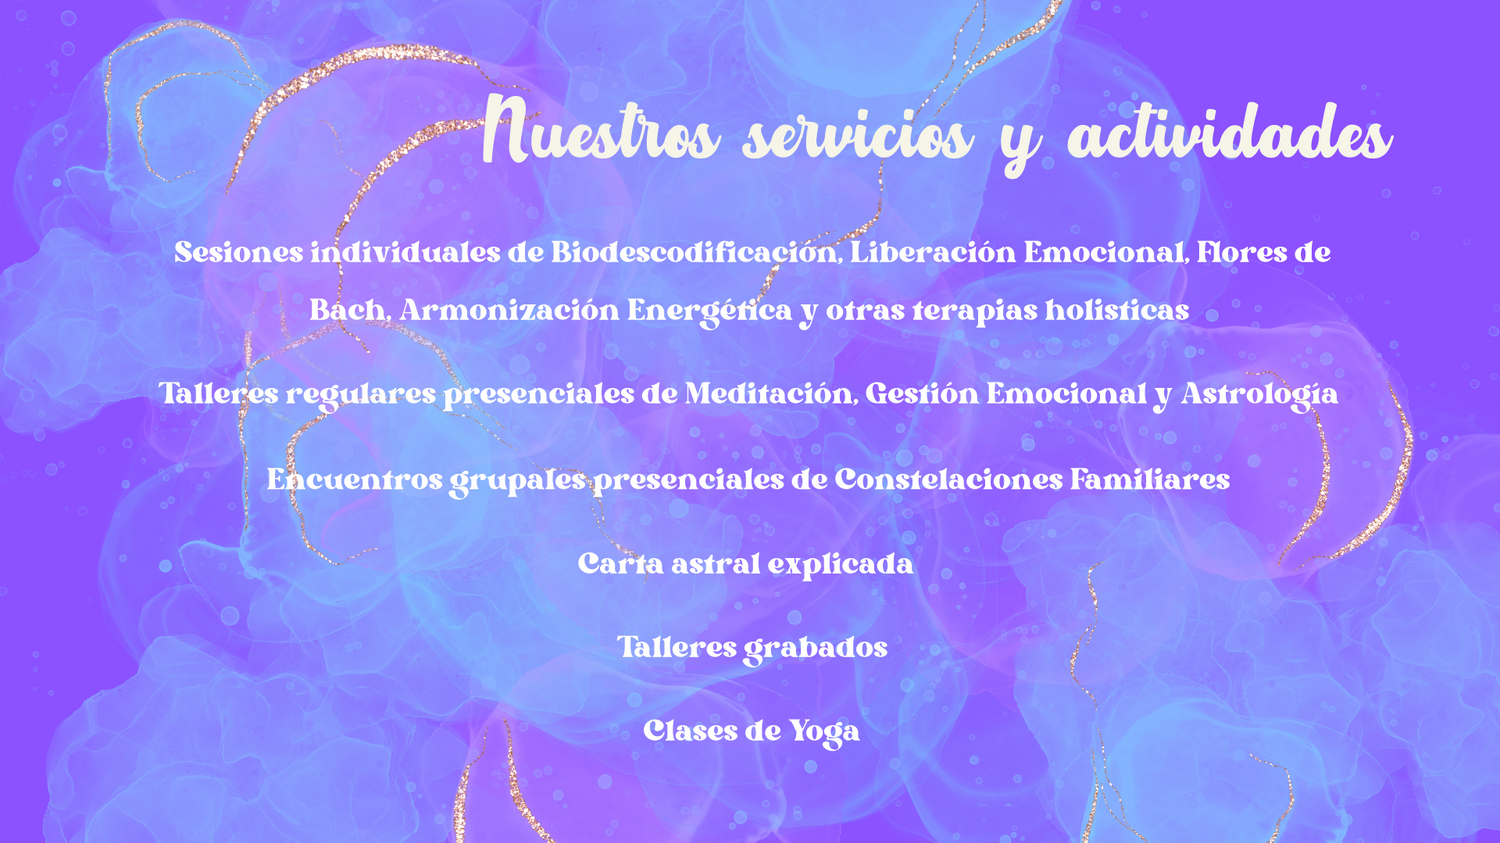 Nuestros servicios y actividades
Sesiones individuales de Biodescodificación, Liberación Emocional, Flores de
Bach, Armonización Energética y otras terapias holisticas
Talleres regulares presenciales de Meditación, Gestión Emocional y Astrología
Encuentros grupales presenciales de Constelaciones Familiares
Carta astral explicada
Talleres grabados
Clases de Yoga